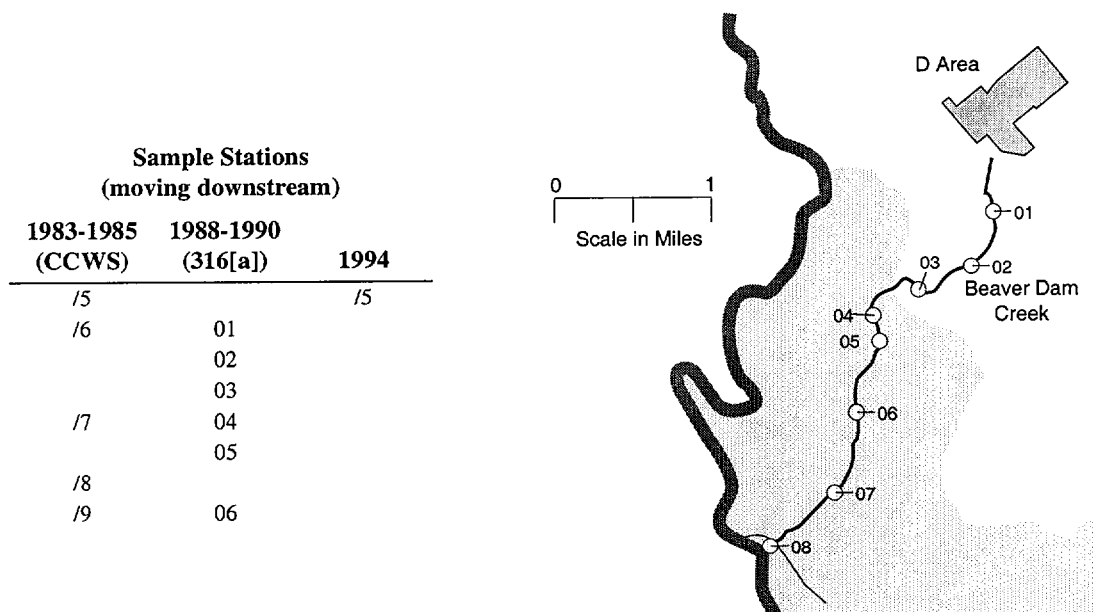 Sample Stations
(moving downstream)
1983-1985 1988-1990
(CCWS) (316[a]) 1994
/5 /5
/6 01
02
03
/7 04
05
/8
/9 06
D Area
0 1
Scale in Miles
01
02
03
Beaver Dam
Creek
04
05
06
07
08